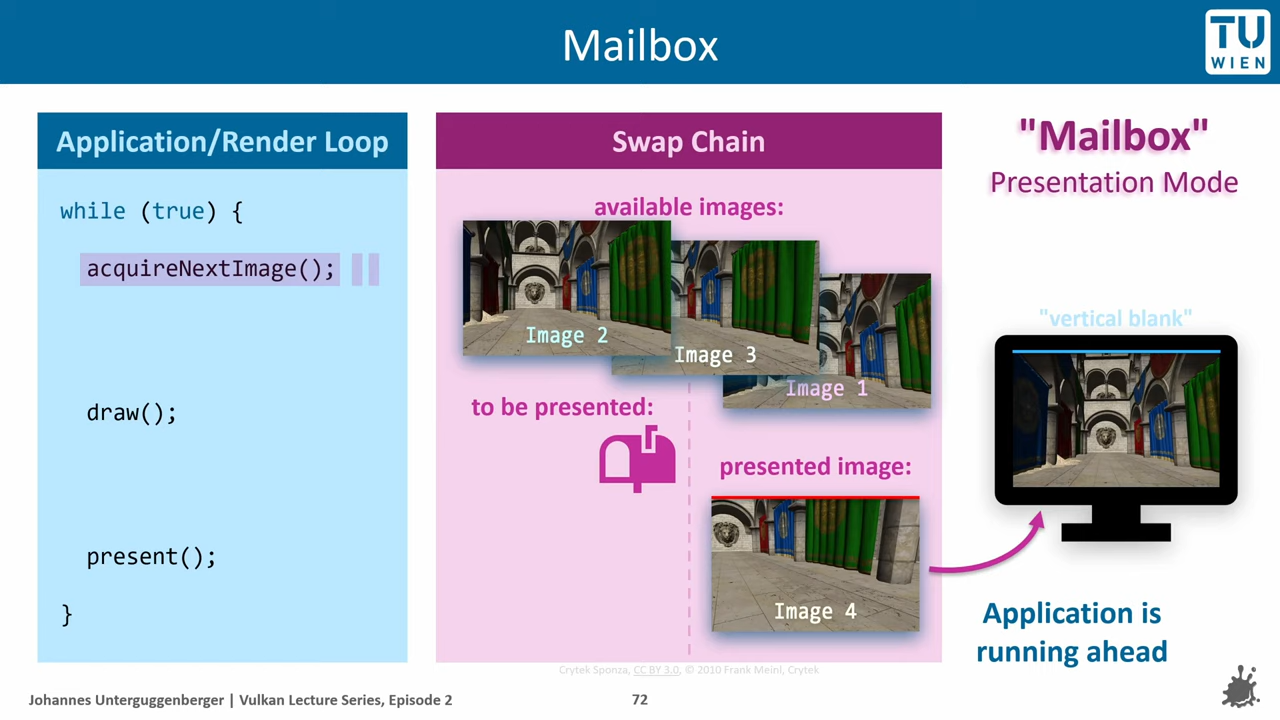 Mailbox
TU
WIEN
Application/Render Loop
while (true) {
acquireNextImage();
draw();
present();
}
Swap Chain
available images:
Image 2
Image 3
Image 1
to be presented:
presented image:
Image 4
"Mailbox"
Presentation Mode
"vertical blank"
Application is
running ahead
Crytek Sponza, CC BY 3.0, © 2010 Frank Meinl, Crytek
Johannes Unterguggenberger | Vulkan Lecture Series, Episode 2
72